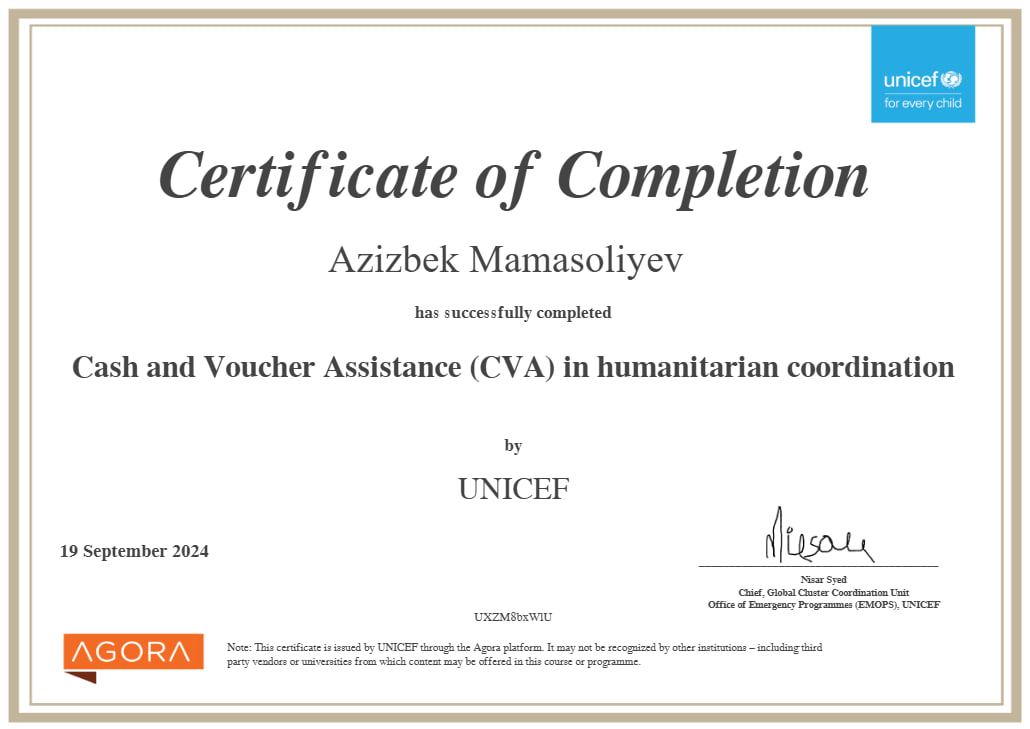 unicef
for every child
Certificate of Completion
Azizbek Mamasoliyev
has successfully completed
Cash and Voucher Assistance (CVA) in humanitarian coordination
by
UNICEF
19 September 2024
Nisar Syed
Chief, Global Cluster Coordination Unit
Office of Emergency Programmes (EMOPS), UNICEF
UXZM8bxWlU
AGORA
Note: This certificate is issued by UNICEF through the Agora platform. It may not be recognized by other institutions – including third
party vendors or universities from which content may be offered in this course or programme.